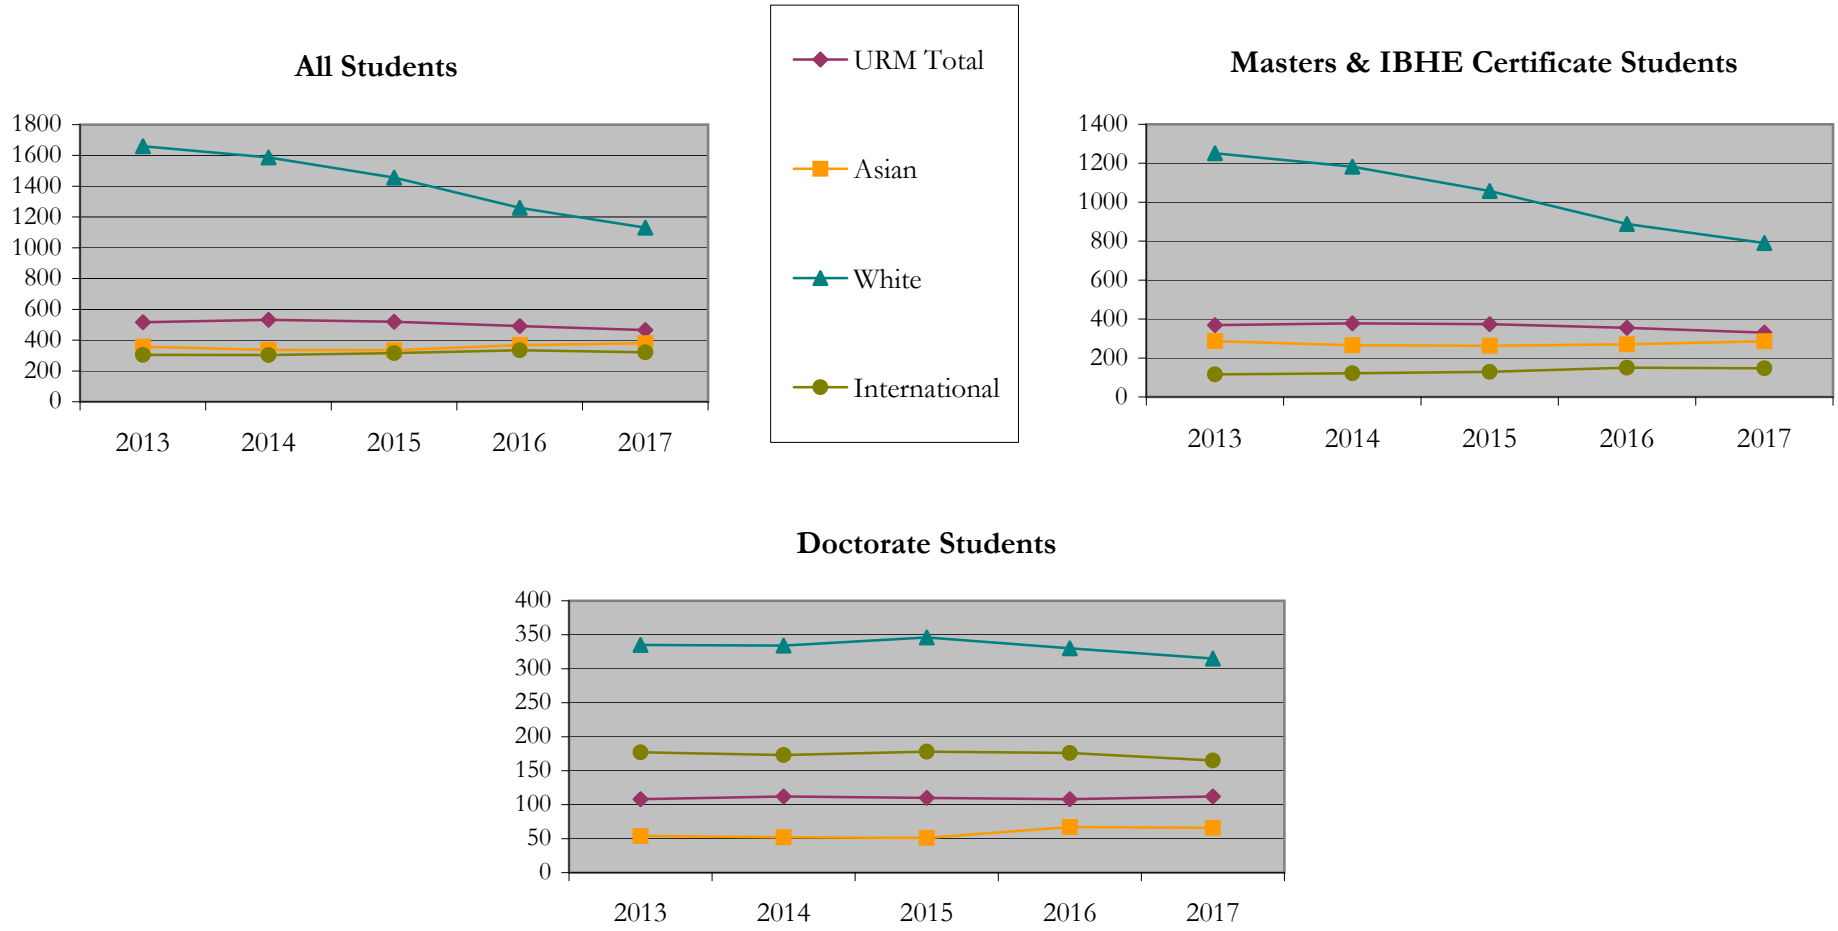 All Students
1800
1600
1400
1200
1000
800
600
400
200
0
2013 2014 2015 2016 2017
URM Total
Asian
White
International
Masters & IBHE Certificate Students
1400
1200
1000
800
600
400
200
0
2013 2014 2015 2016 2017
Doctorate Students
400
350
300
250
200
150
100
50
0
2013 2014 2015 2016 2017